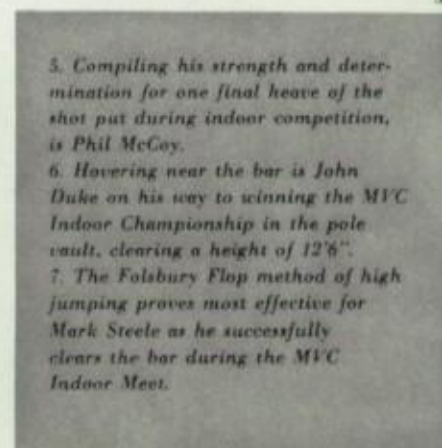 5. Compiling his strength and deter-
mination for one final heave of the
shot put during indoor competition,
is Phil McCoy.
6. Hovering near the bar is John
Duke on his way to winning the MVC
Indoor Championship in the pole
vault, clearing a height of 12'6".
7. The Folsbury Flop method of high
jumping proves most effective for
Mark Steele as he successfully
clears the bar during the MVC
Indoor Meet.